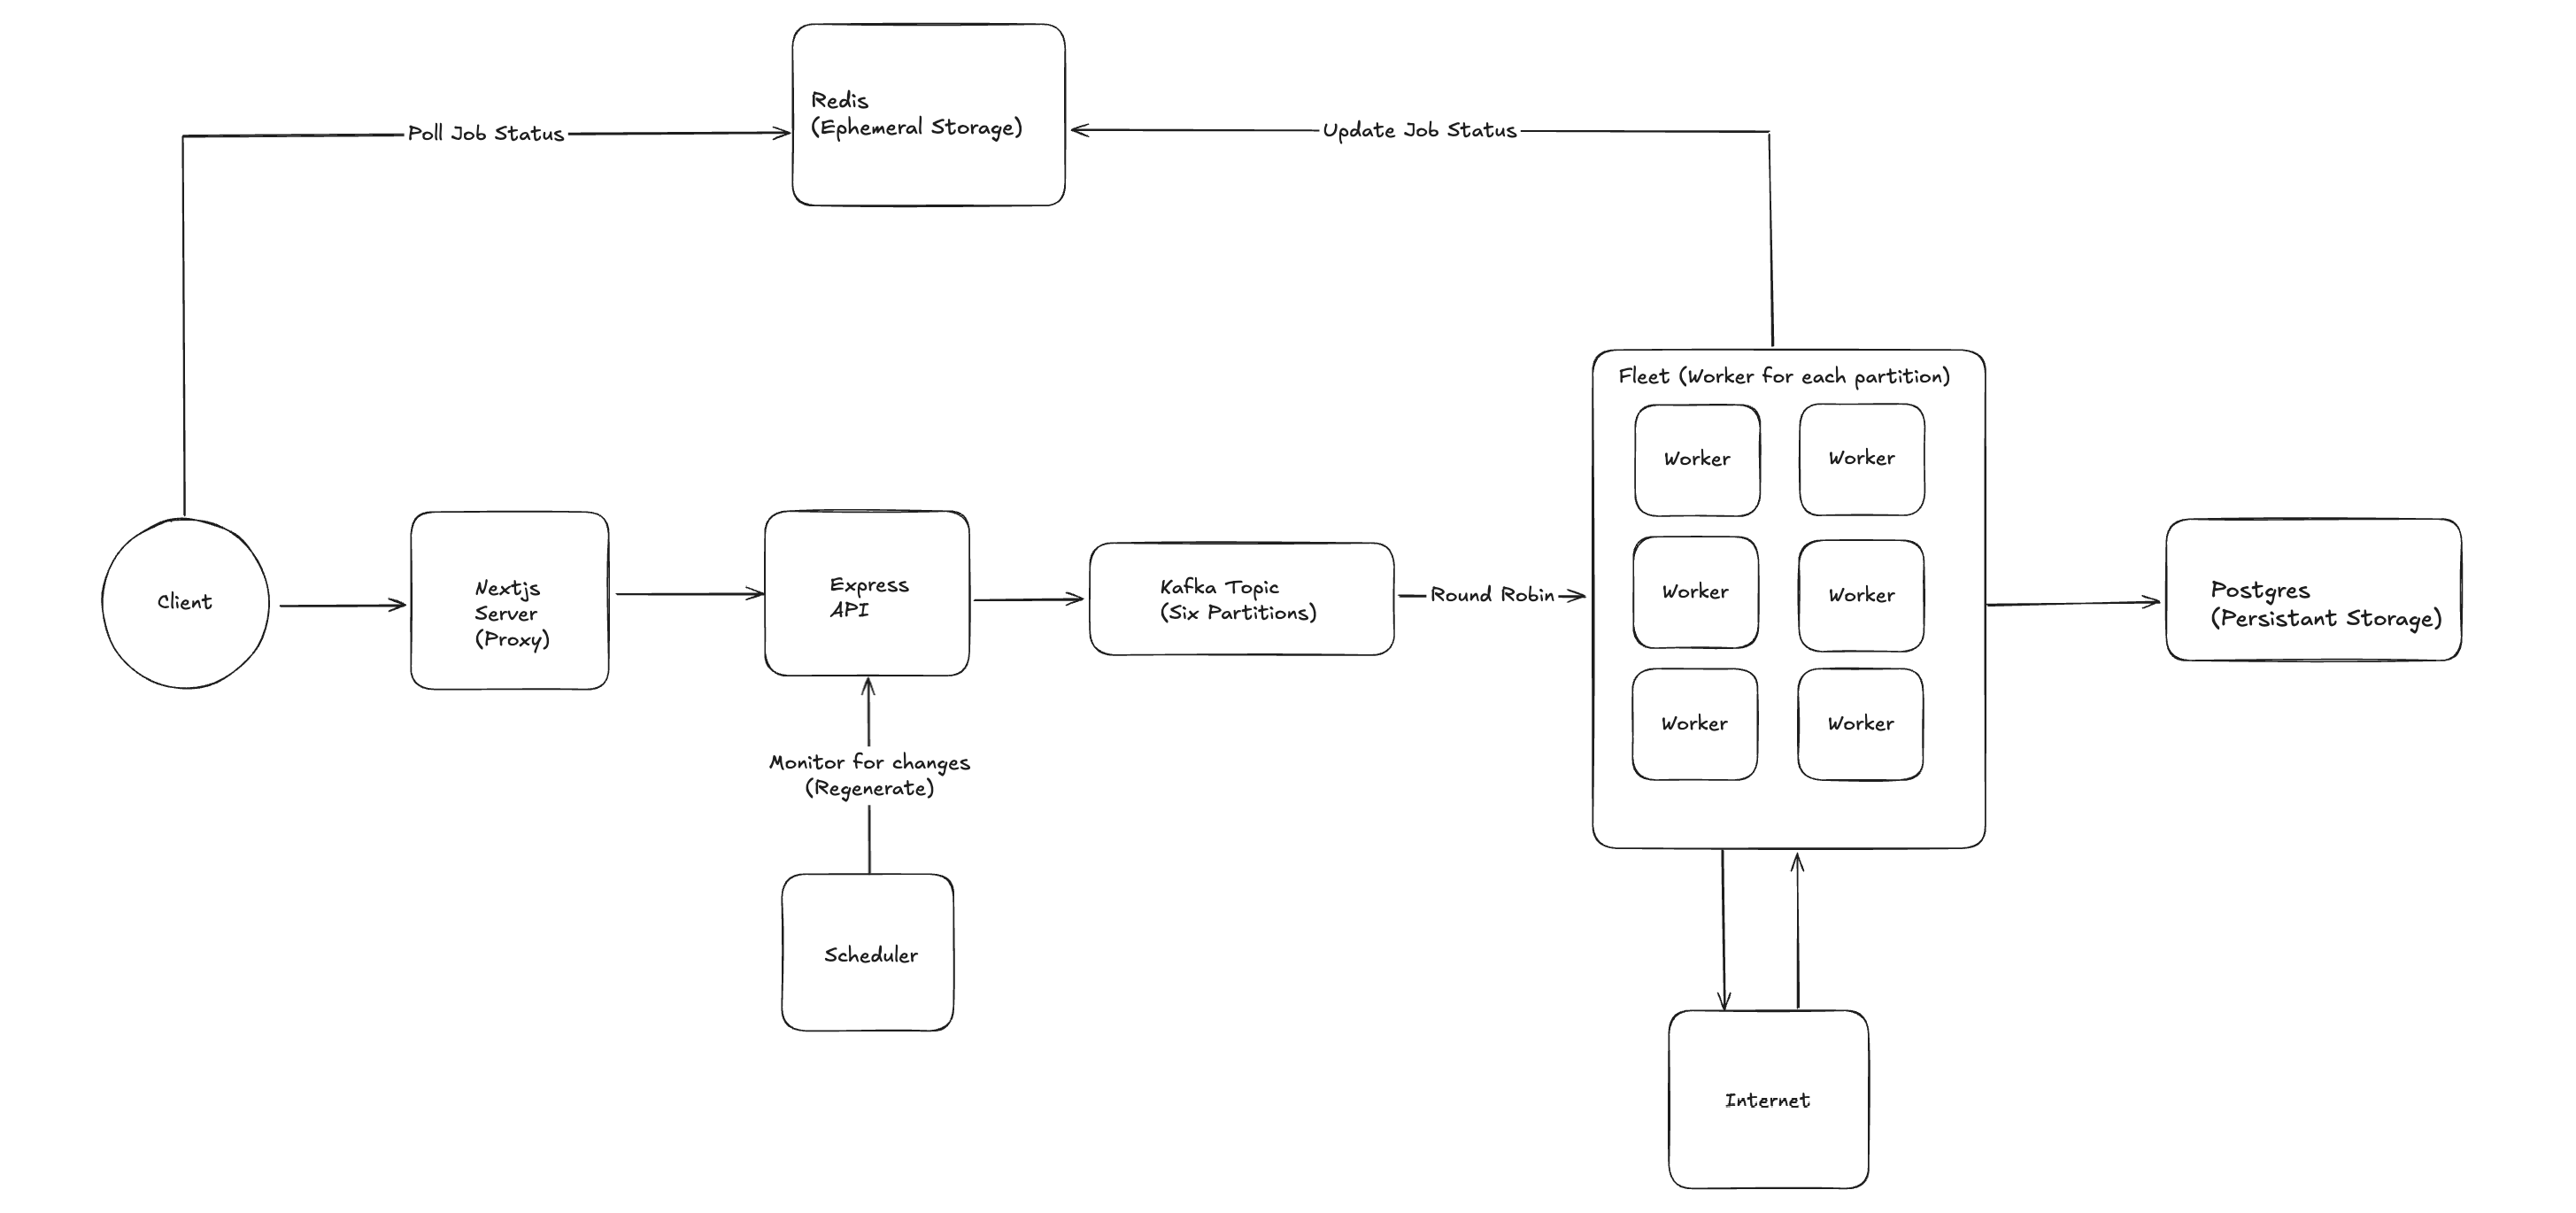 Redis
(Ephemeral Storage)
Poll Job Status
Update Job Status
Fleet (Worker for each partition)
Worker
Worker
Worker
Worker
Worker
Worker
Client
Nextjs
Server
(Proxy)
Express
API
Kafka Topic
(Six Partitions)
Round Robin
Postgres
(Persistant Storage)
Monitor for changes
(Regenerate)
Scheduler
Internet